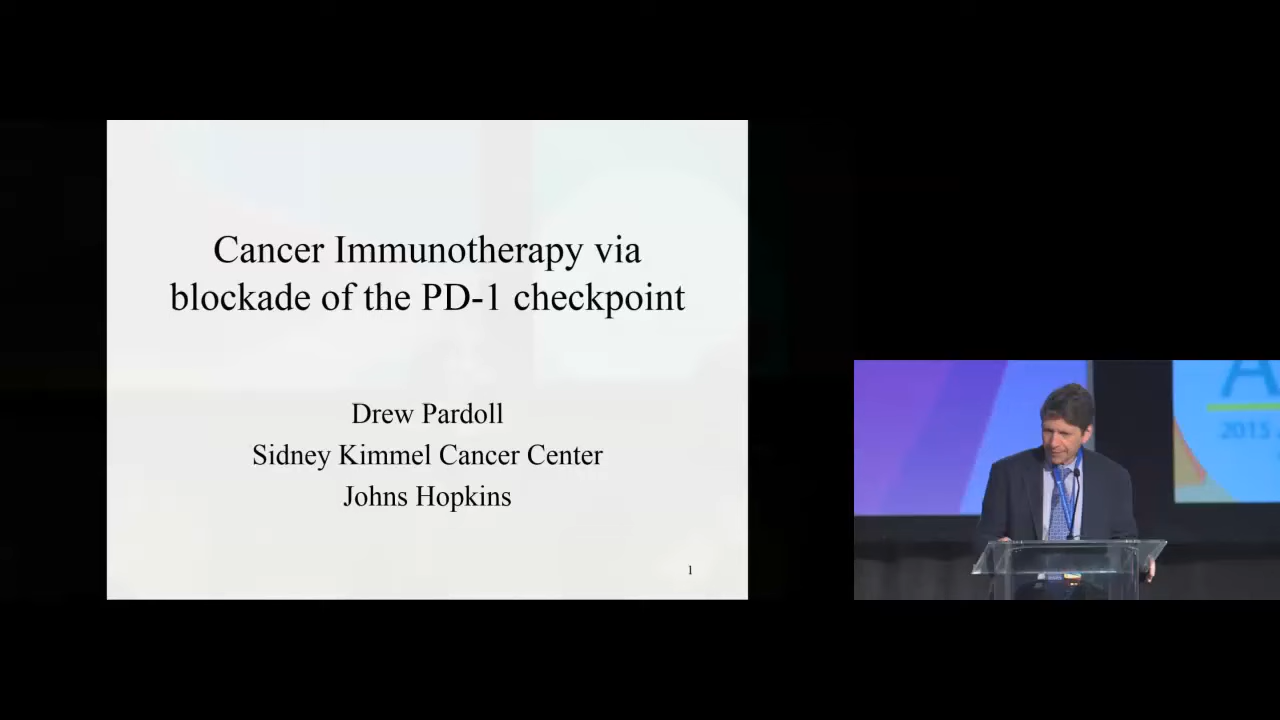 Cancer Immunotherapy via
blockade of the PD-1 checkpoint
Drew Pardoll
Sidney Kimmel Cancer Center
Johns Hopkins
1
A
2015